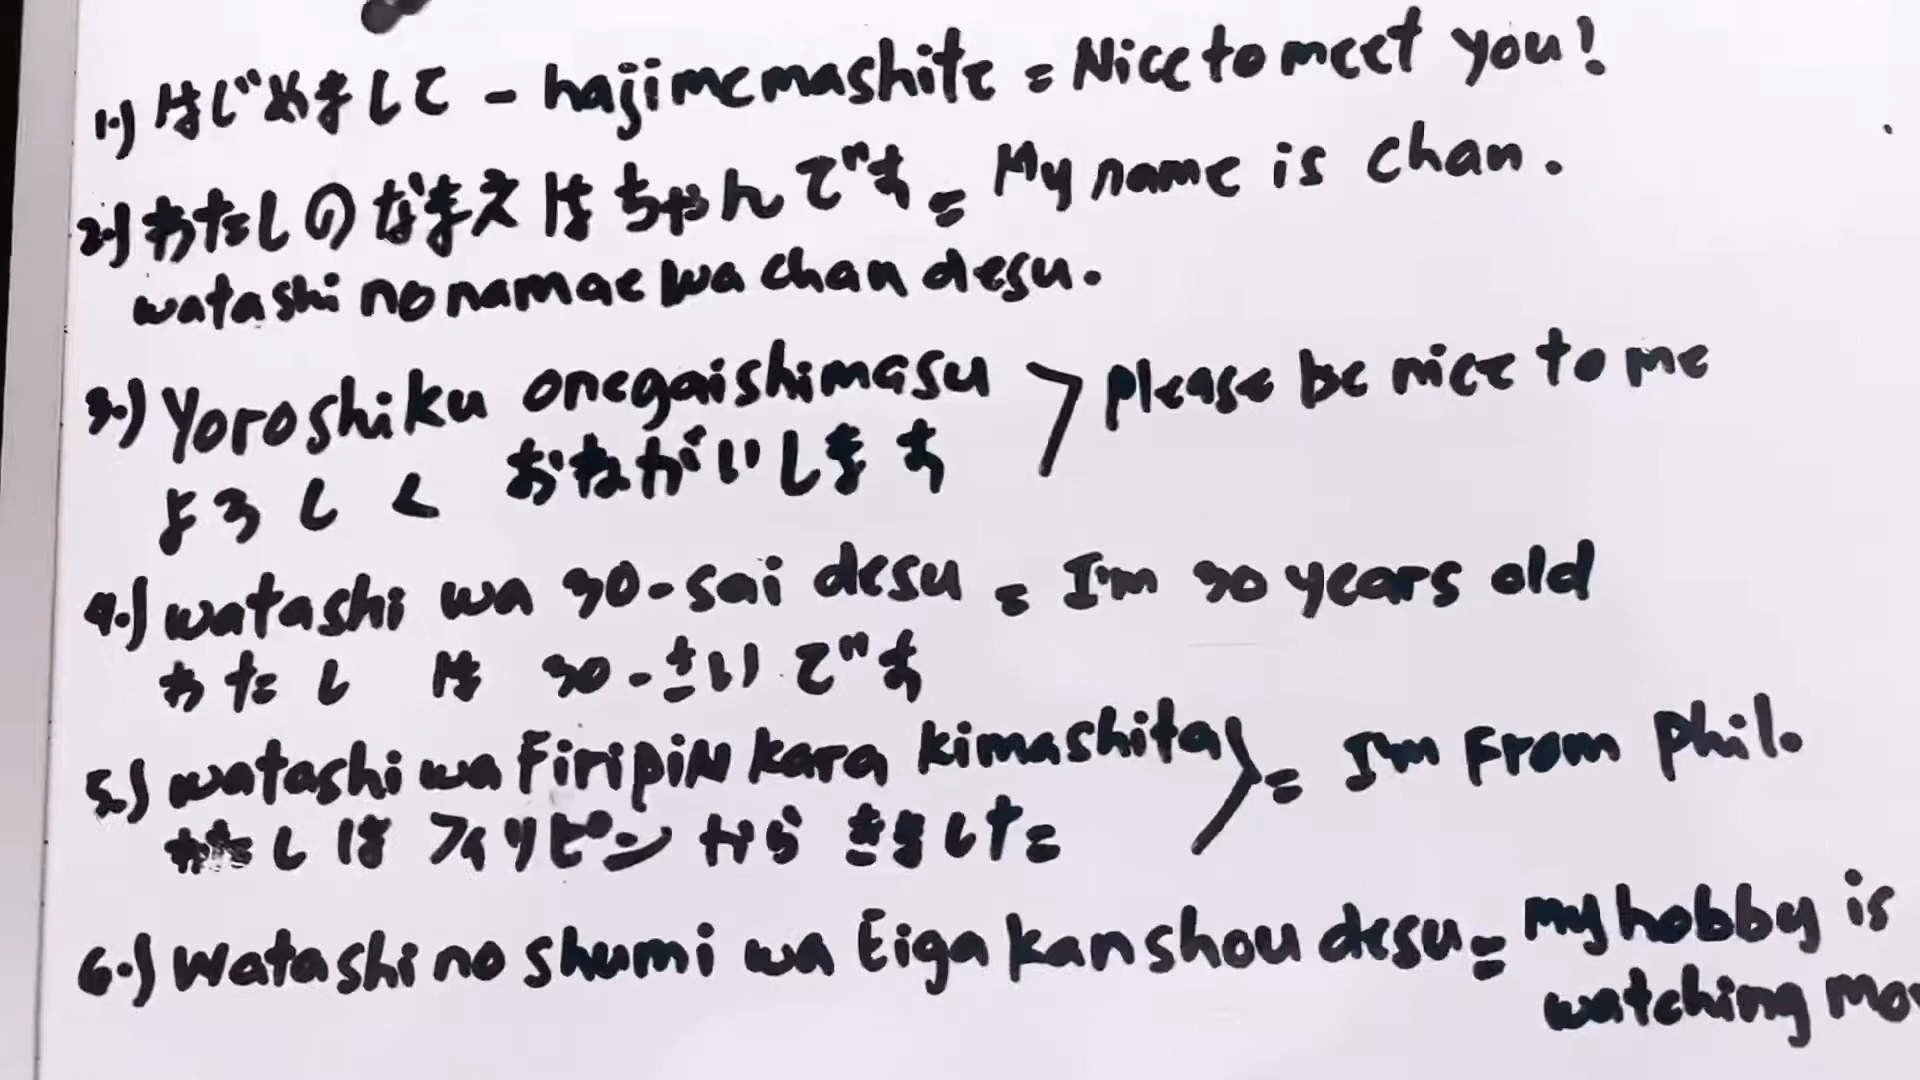 1.) はじめまして - hajimemashite = Nice to meet you!
2.) わたしのなまえはちゃんです = My name is chan.
watashi no namae wa chan desu.
3.) Yoroshiku onegaishimasu > please be nice to me
よろしく おねがいします
4.) watashi wa 30-sai desu = I'm 30 years old
わたし は 30-さいです
5.) watashi wa Firipin kara kimashita = I'm From Phil.
わたしは フィリピン から きました
6.) Watashi no shumi wa Eiga kanshou desu = my hobby is
watching